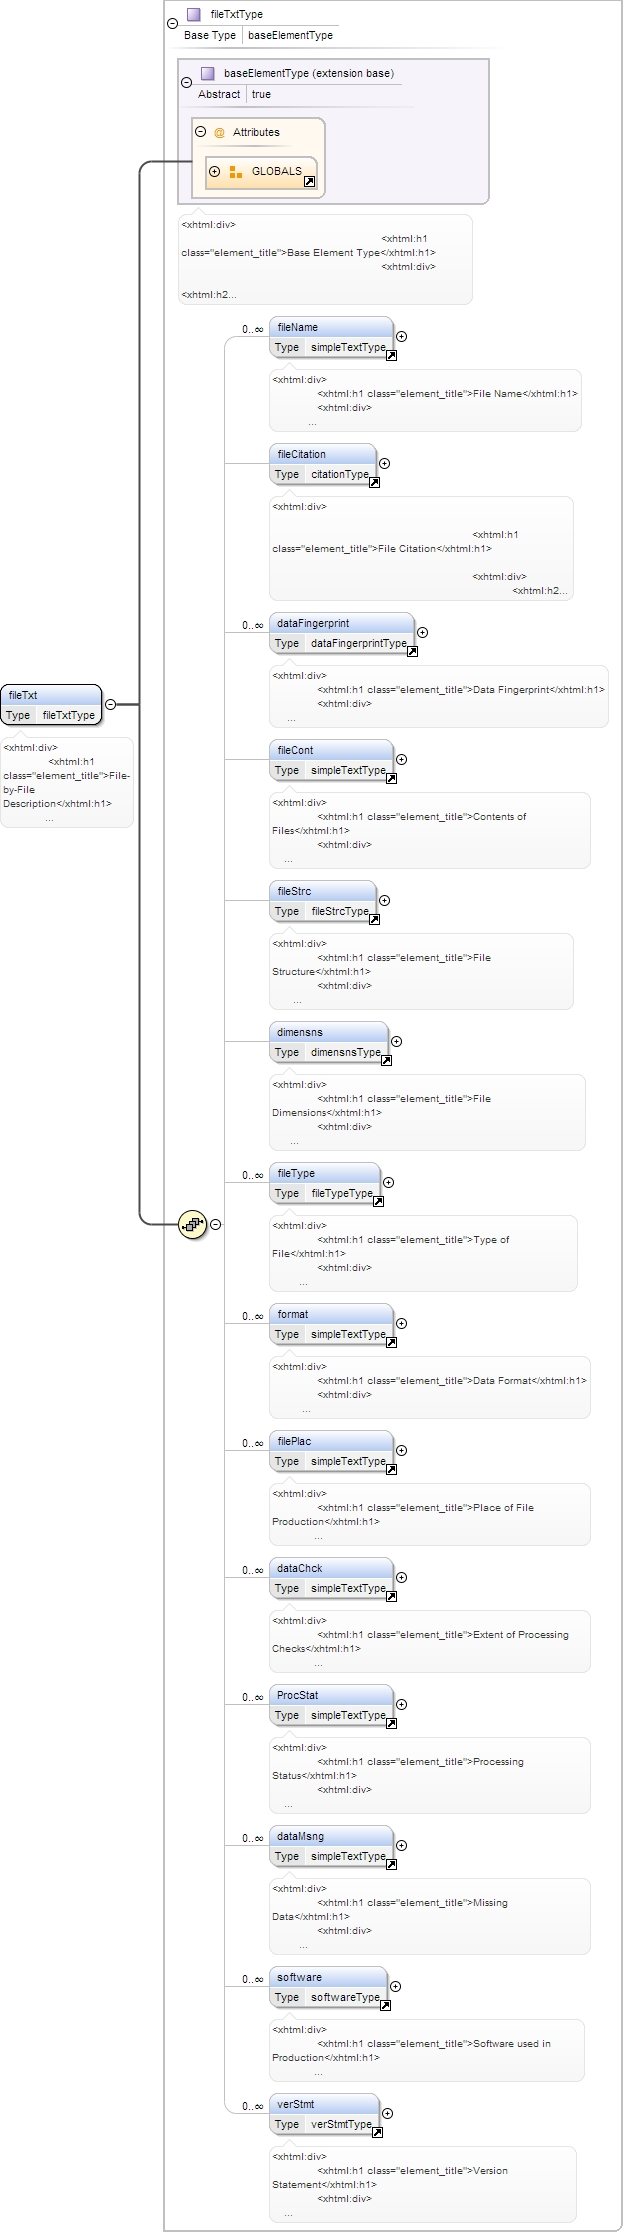 fileTxtType
Base Type baseElementType
baseElementType (extension base)
Abstract true
@ Attributes
GLOBALS
<xhtml:div>
<xhtml:h1
class="element_title">Base Element Type</xhtml:h1>
<xhtml:div>
<xhtml:h2...
fileTxt
Type fileTxtType
<xhtml:div>
<xhtml:h1
class="element_title">File-
by-File
Description</xhtml:h1>
...
0..∞
fileName
Type simpleTextType
<xhtml:div>
<xhtml:h1 class="element_title">File Name</xhtml:h1>
<xhtml:div>
...
fileCitation
Type citationType
<xhtml:div>
<xhtml:h1
class="element_title">File Citation</xhtml:h1>
<xhtml:div>
<xhtml:h2...
0..∞
dataFingerprint
Type dataFingerprintType
<xhtml:div>
<xhtml:h1 class="element_title">Data Fingerprint</xhtml:h1>
<xhtml:div>
...
fileCont
Type simpleTextType
<xhtml:div>
<xhtml:h1 class="element_title">Contents of
Files</xhtml:h1>
<xhtml:div>
...
fileStrc
Type fileStrcType
<xhtml:div>
<xhtml:h1 class="element_title">File
Structure</xhtml:h1>
<xhtml:div>
...
dimensns
Type dimensnsType
<xhtml:div>
<xhtml:h1 class="element_title">File
Dimensions</xhtml:h1>
<xhtml:div>
...
0..∞
fileType
Type fileTypeType
<xhtml:div>
<xhtml:h1 class="element_title">Type of
File</xhtml:h1>
<xhtml:div>
...
0..∞
format
Type simpleTextType
<xhtml:div>
<xhtml:h1 class="element_title">Data Format</xhtml:h1>
<xhtml:div>
...
0..∞
filePlac
Type simpleTextType
<xhtml:div>
<xhtml:h1 class="element_title">Place of File
Production</xhtml:h1>
...
0..∞
dataChck
Type simpleTextType
<xhtml:div>
<xhtml:h1 class="element_title">Extent of Processing
Checks</xhtml:h1>
...
0..∞
ProcStat
Type simpleTextType
<xhtml:div>
<xhtml:h1 class="element_title">Processing
Status</xhtml:h1>
<xhtml:div>
...
0..∞
dataMsng
Type simpleTextType
<xhtml:div>
<xhtml:h1 class="element_title">Missing
Data</xhtml:h1>
<xhtml:div>
...
0..∞
software
Type softwareType
<xhtml:div>
<xhtml:h1 class="element_title">Software used in
Production</xhtml:h1>
...
0..∞
verStmt
Type verStmtType
<xhtml:div>
<xhtml:h1 class="element_title">Version
Statement</xhtml:h1>
<xhtml:div>
...